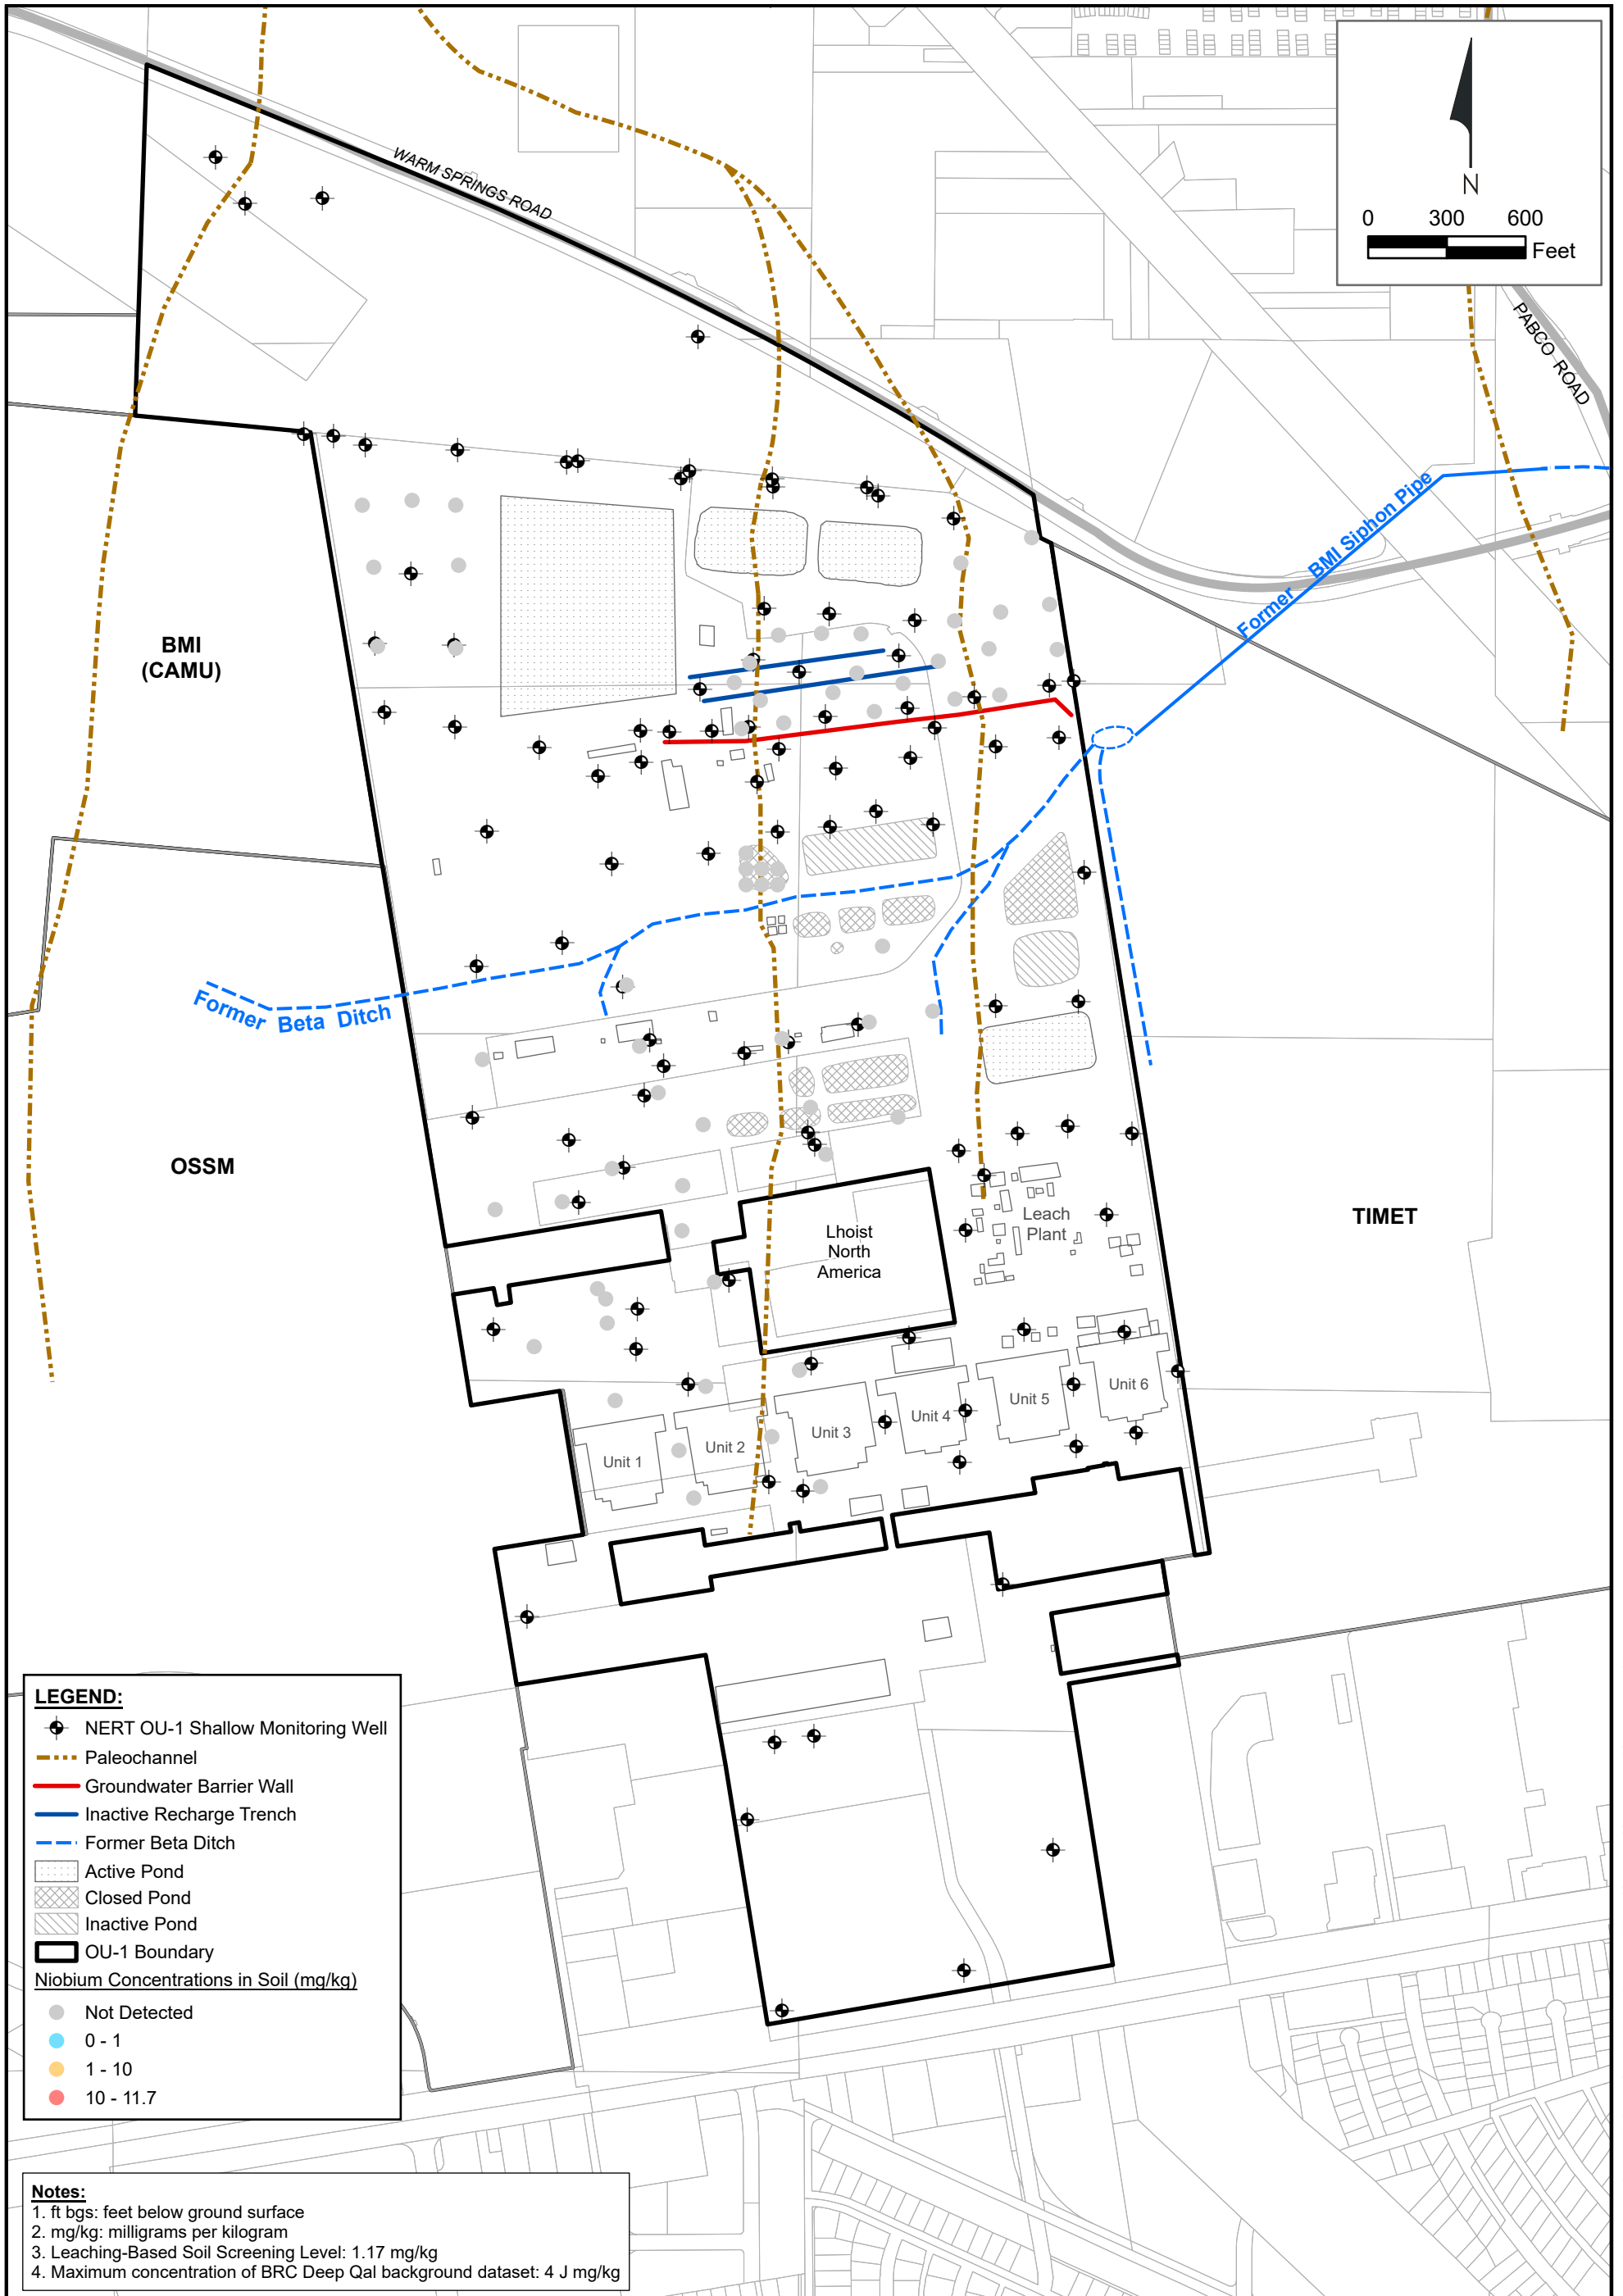 WARM SPRINGS ROAD
N
0 300 600
Feet
PABCO ROAD
Former BMI Siphon Pipe
BMI
(CAMU)
Former Beta Ditch
OSSM
TIMET
Lhoist
North
America
Leach
Plant
Unit 1
Unit 2
Unit 3
Unit 4
Unit 5
Unit 6
LEGEND:
NERT OU-1 Shallow Monitoring Well
Paleochannel
Groundwater Barrier Wall
Inactive Recharge Trench
Former Beta Ditch
Active Pond
Closed Pond
Inactive Pond
OU-1 Boundary
Niobium Concentrations in Soil (mg/kg)
Not Detected
0 - 1
1 - 10
10 - 11.7
Notes:
1. ft bgs: feet below ground surface
2. mg/kg: milligrams per kilogram
3. Leaching-Based Soil Screening Level: 1.17 mg/kg
4. Maximum concentration of BRC Deep Qal background dataset: 4 J mg/kg